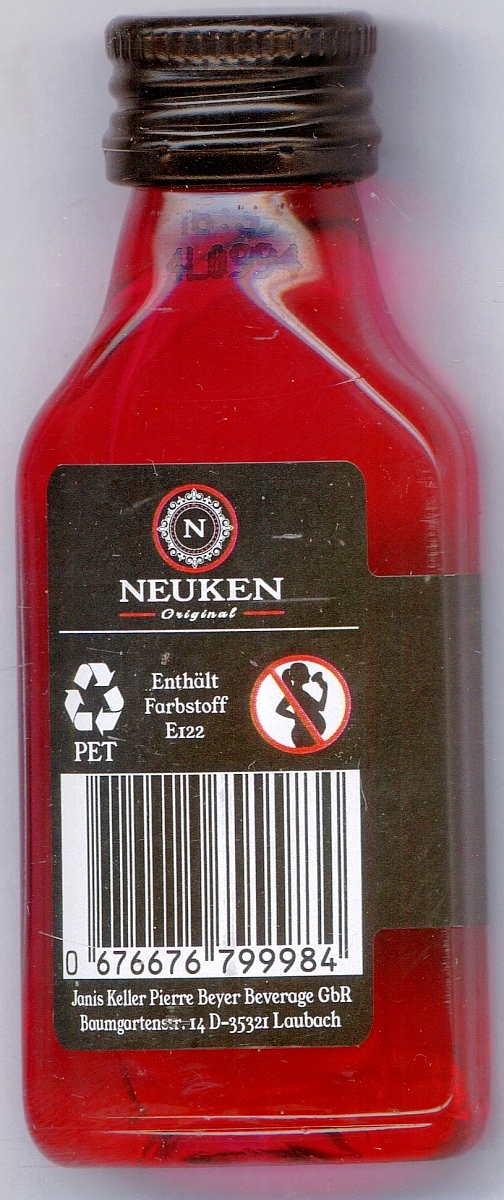 4L0994
N
NEUKEN
Original
Enthält
Farbstoff
E122
PET
0 676676 799984
Janis Keller Pierre Beyer Beverage GbR
Baumgartenstr. 14 D-35321 Laubach